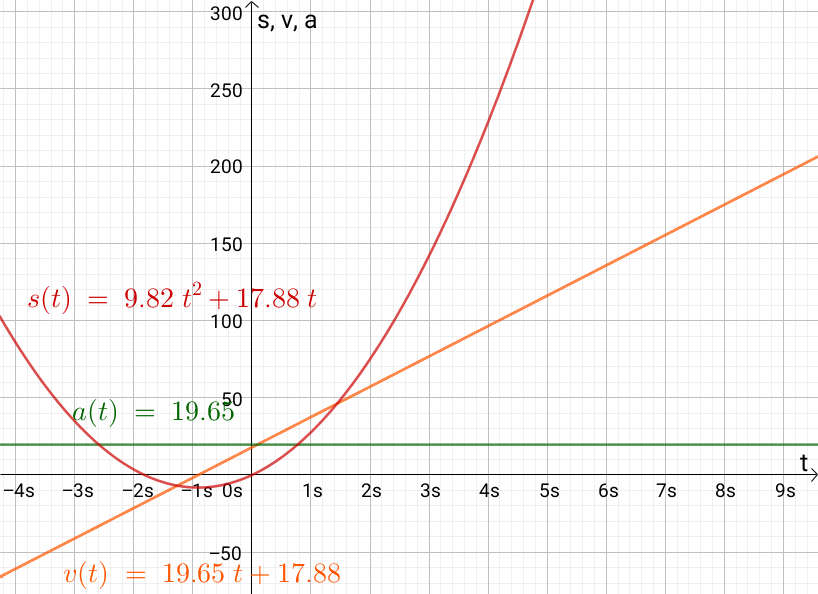 300
s, v, a
250
200
150
s(t) = 9.82 t² + 17.88 t
100
50
a(t) = 19.65
t
−4s −3s −2s −1s 0s 1s 2s 3s 4s 5s 6s 7s 8s 9s
−50
v(t) = 19.65 t + 17.88